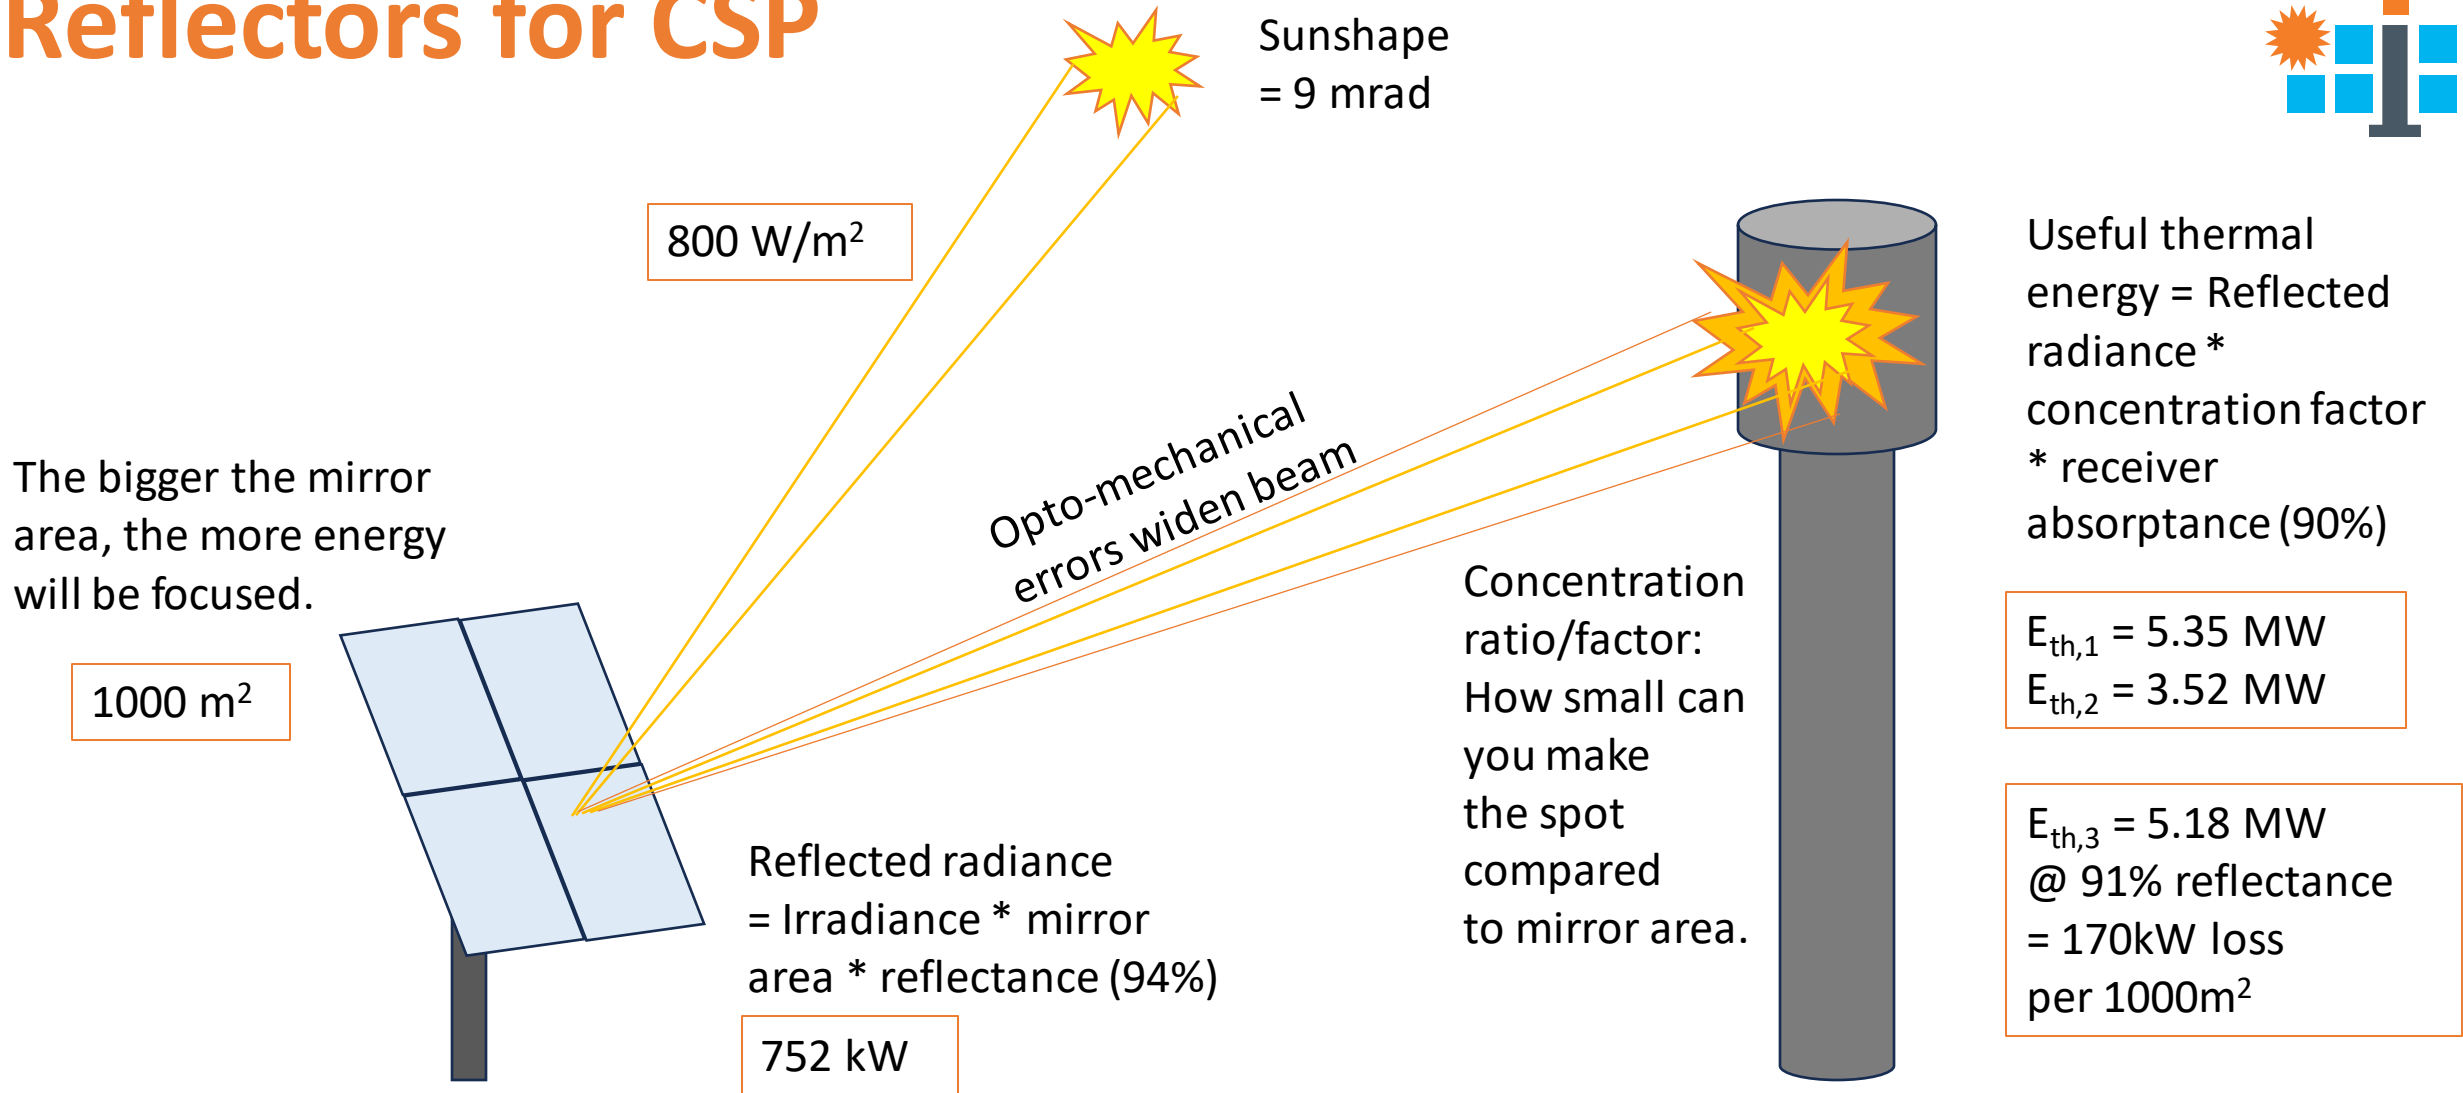 Reflectors for CSP
Sunshape
= 9 mrad
800 W/m²
The bigger the mirror
area, the more energy
will be focused.
1000 m²
Opto-mechanical
errors widen beam
Reflected radiance
= Irradiance * mirror
area * reflectance (94%)
752 kW
Concentration
ratio/factor:
How small can
you make
the spot
compared
to mirror area.
Useful thermal
energy = Reflected
radiance *
concentration factor
* receiver
absorptance (90%)
E_th,1 = 5.35 MW
E_th,2 = 3.52 MW
E_th,3 = 5.18 MW
@ 91% reflectance
= 170kW loss
per 1000m²